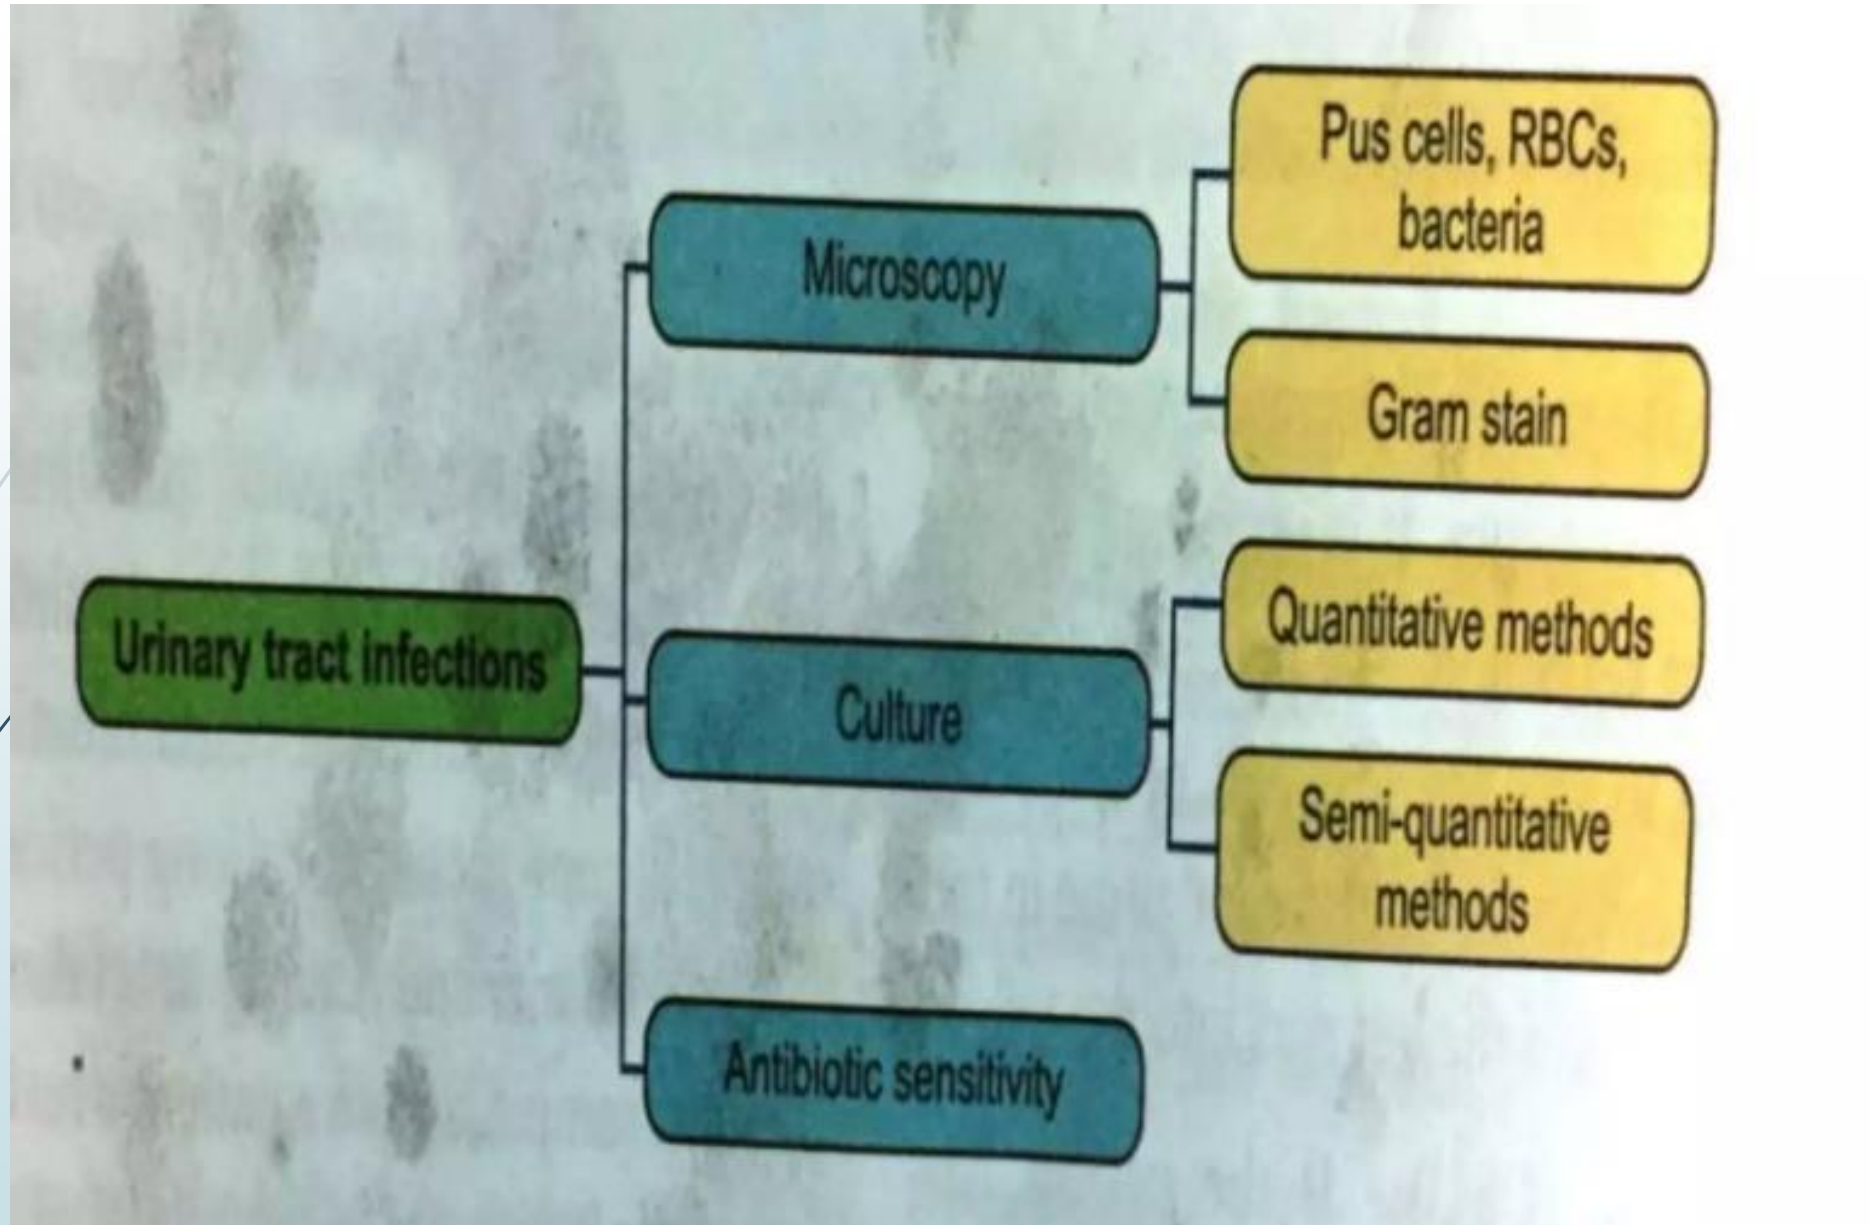 Urinary tract infections
Microscopy
Pus cells, RBCs,
bacteria
Gram stain
Culture
Quantitative methods
Semi-quantitative
methods
Antibiotic sensitivity